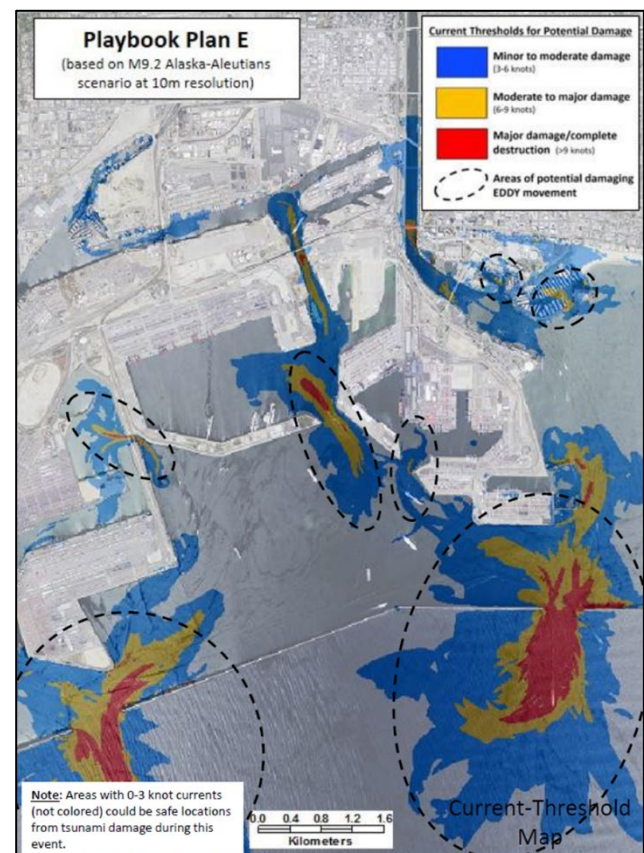 Playbook Plan E
(based on M9.2 Alaska-Aleutians
scenario at 10m resolution)
Current Thresholds for Potential Damage
Minor to moderate damage
(3-6 knots)
Moderate to major damage
(6-9 knots)
Major damage/complete
destruction (>9 knots)
Areas of potential damaging
EDDY movement
Note: Areas with 0-3 knot currents
(not colored) could be safe locations
from tsunami damage during this
event.
0.0 0.4 0.8 1.2 1.6
Kilometers
Current-Threshold
Map